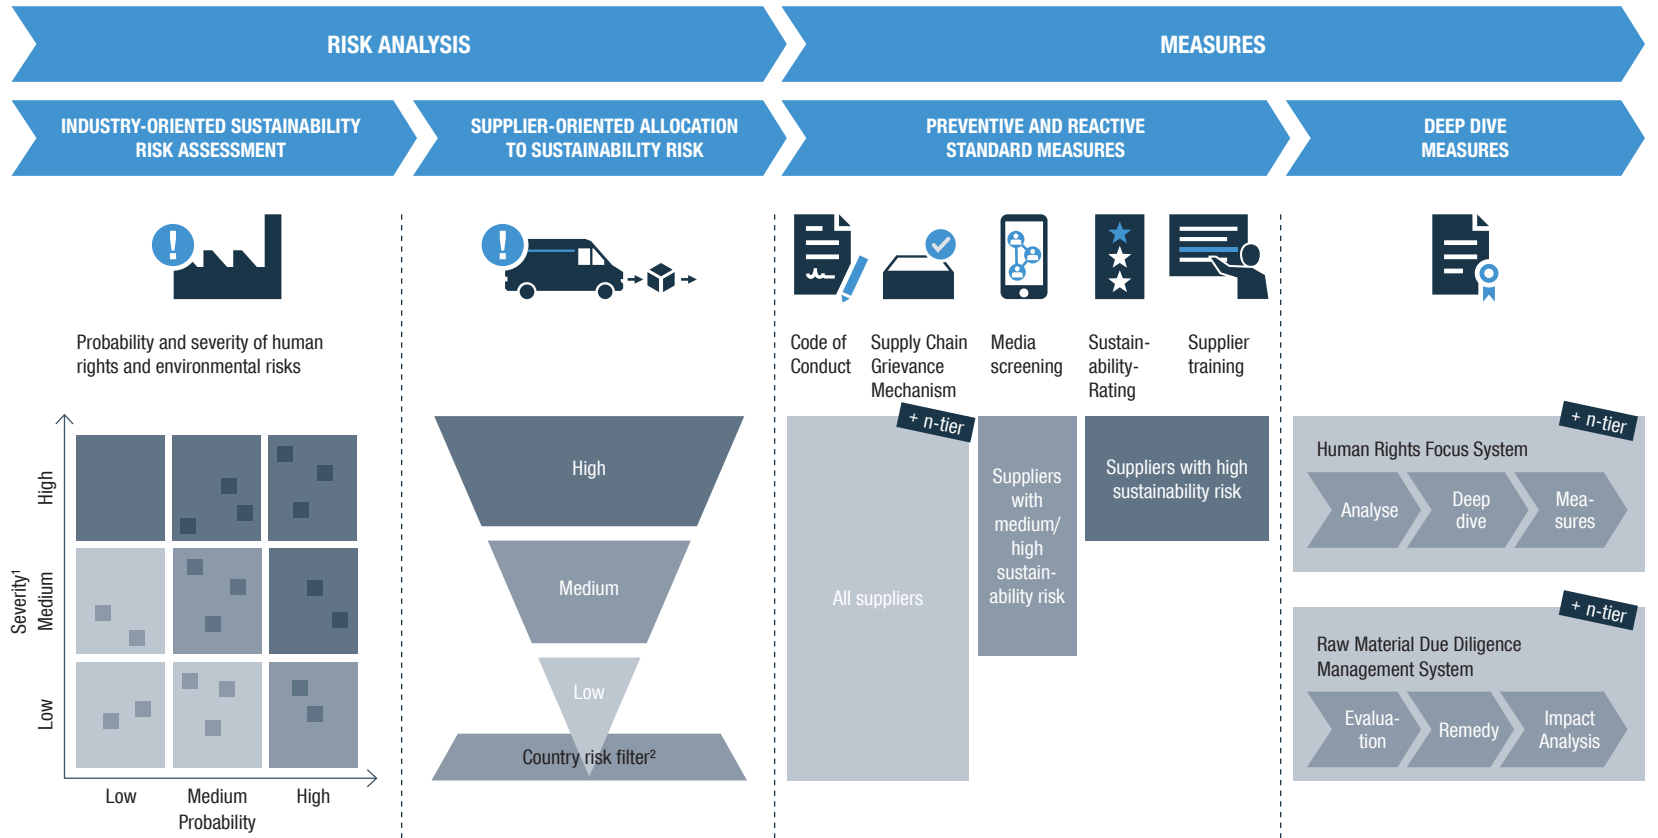 RISK ANALYSIS
MEASURES
INDUSTRY-ORIENTED SUSTAINABILITY
RISK ASSESSMENT
SUPPLIER-ORIENTED ALLOCATION
TO SUSTAINABILITY RISK
PREVENTIVE AND REACTIVE
STANDARD MEASURES
DEEP DIVE
MEASURES
!
Probability and severity of human
rights and environmental risks
Severity¹
High
Medium
Low
Low
Medium
High
Probability
!
High
Medium
Low
Country risk filter²
Code of
Conduct
Supply Chain
Grievance
Mechanism
Media
screening
Sustain-
ability-
Rating
Supplier
training
+ n-tier
All suppliers
Suppliers
with
medium/
high
sustain-
ability risk
Suppliers with high
sustainability risk
+ n-tier
Human Rights Focus System
Analyse
Deep
dive
Mea-
sures
+ n-tier
Raw Material Due Diligence
Management System
Evalua-
tion
Remedy
Impact
Analysis